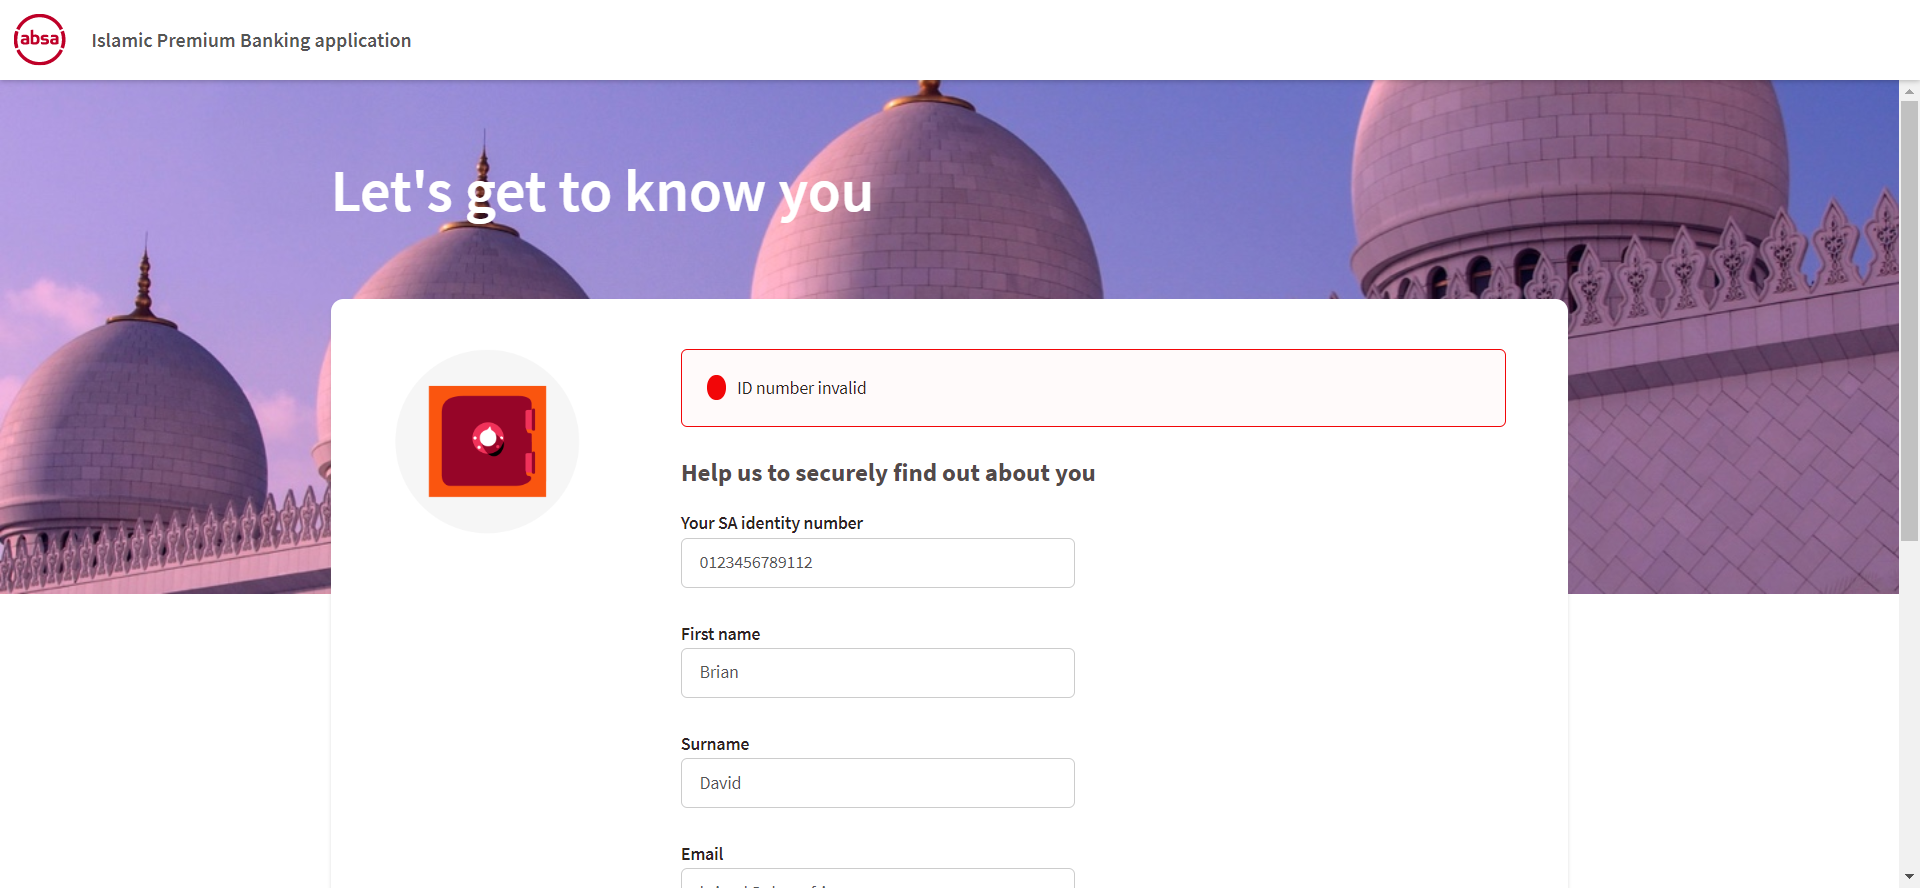 absa
Islamic Premium Banking application
Let's get to know you
ID number invalid
Help us to securely find out about you
Your SA identity number
0123456789112
First name
Brian
Surname
David
Email